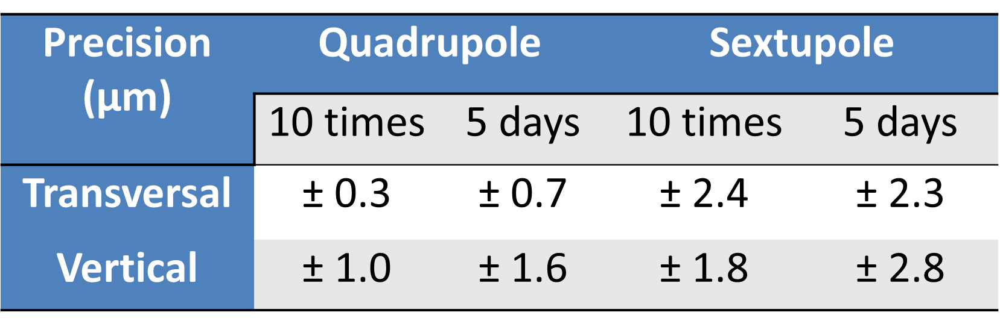 Precision Quadrupole Sextupole
(μm)
10 times 5 days 10 times 5 days
Transversal ± 0.3 ± 0.7 ± 2.4 ± 2.3
Vertical ± 1.0 ± 1.6 ± 1.8 ± 2.8